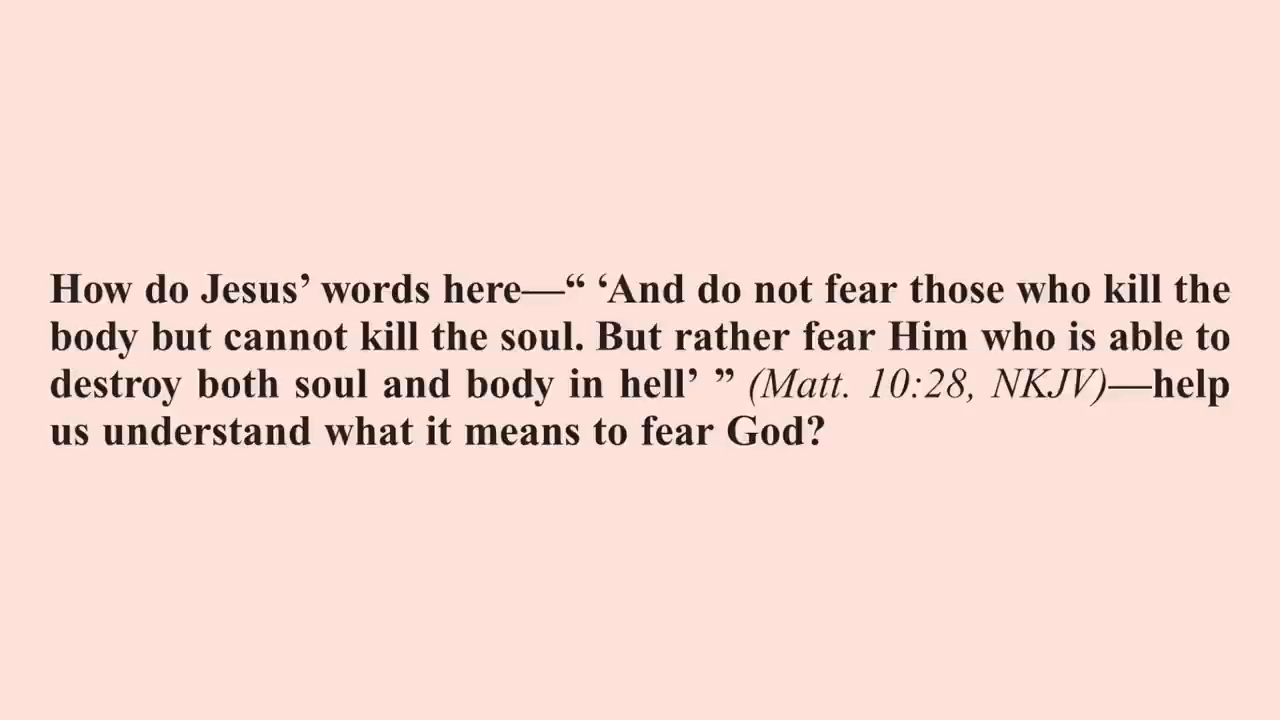 How do Jesus’ words here—“ ‘And do not fear those who kill the
body but cannot kill the soul. But rather fear Him who is able to
destroy both soul and body in hell’ ” (Matt. 10:28, NKJV)—help
us understand what it means to fear God?